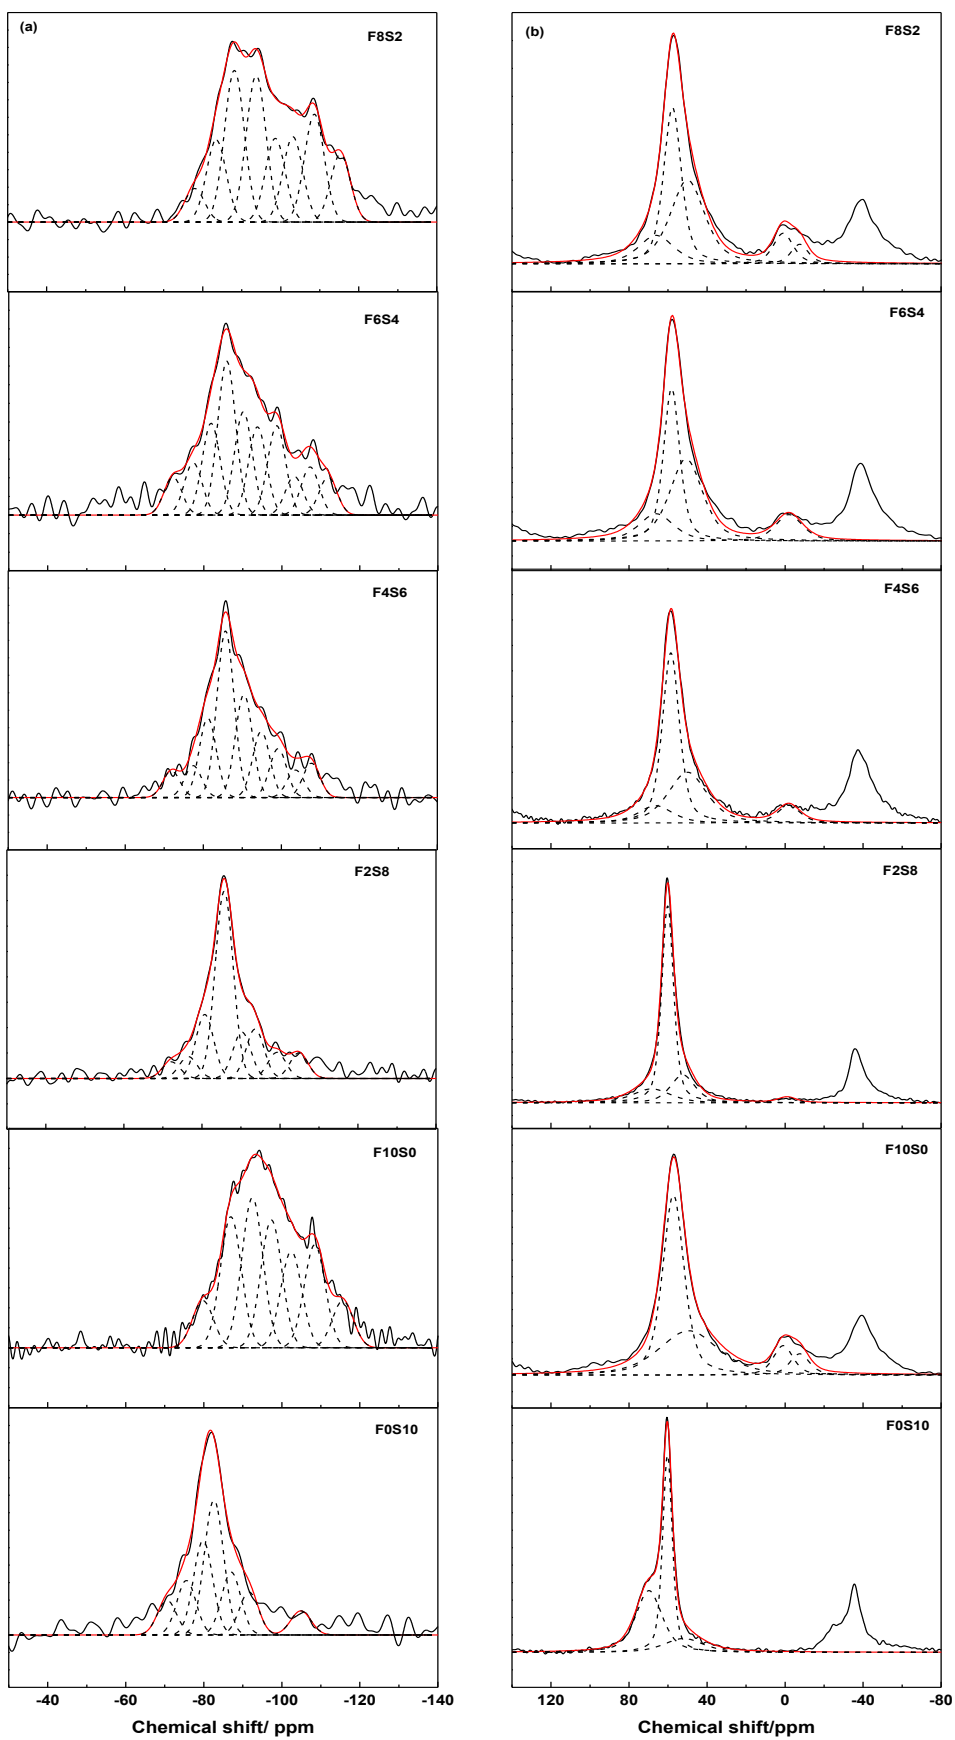 (a)
F8S2
(b)
F8S2
F6S4
F6S4
F4S6
F4S6
F2S8
F2S8
F10S0
F10S0
F0S10
F0S10
-40 -60 -80 -100 -120 -140
120 80 40 0 -40 -80
Chemical shift/ ppm
Chemical shift/ppm